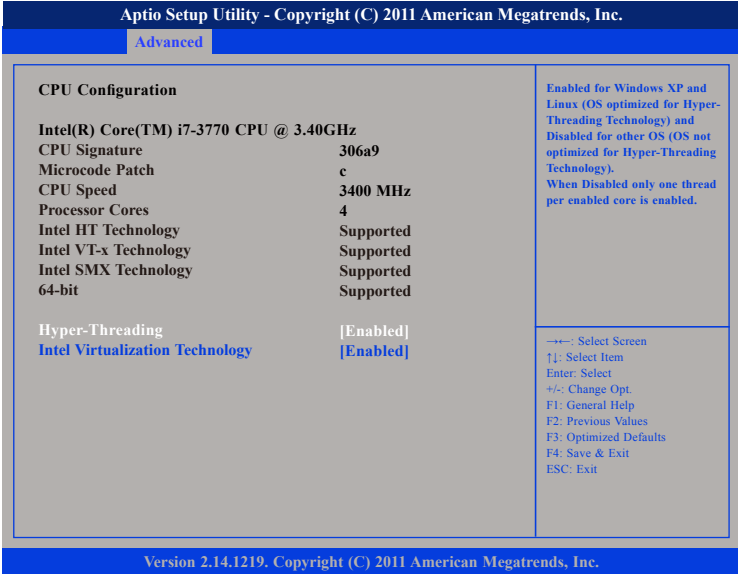 Aptio Setup Utility - Copyright (C) 2011 American Megatrends, Inc.
Advanced
CPU Configuration
Intel(R) Core(TM) i7-3770 CPU @ 3.40GHz
CPU Signature 306a9
Microcode Patch c
CPU Speed 3400 MHz
Processor Cores 4
Intel HT Technology Supported
Intel VT-x Technology Supported
Intel SMX Technology Supported
64-bit Supported
Hyper-Threading [Enabled]
Intel Virtualization Technology [Enabled]
Enabled for Windows XP and
Linux (OS optimized for Hyper-
Threading Technology) and
Disabled for other OS (OS not
optimized for Hyper-Threading
Technology).
When Disabled only one thread
per enabled core is enabled.
→←: Select Screen
↑↓: Select Item
Enter: Select
+/-: Change Opt.
F1: General Help
F2: Previous Values
F3: Optimized Defaults
F4: Save & Exit
ESC: Exit
Version 2.14.1219. Copyright (C) 2011 American Megatrends, Inc.